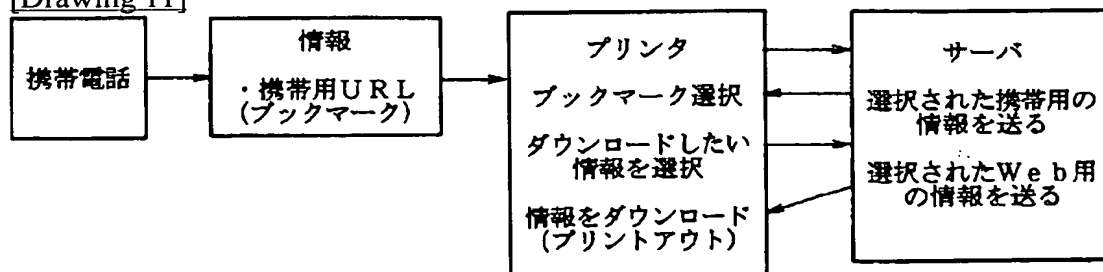 [Drawing 11]
携帯電話
情報
・携帯用URL
(ブックマーク)
プリンタ
ブックマーク選択
ダウンロードしたい
情報を選択
情報をダウンロード
(プリントアウト)
サーバ
選択された携帯用の
情報を送る
選択されたWeb用
の情報を送る